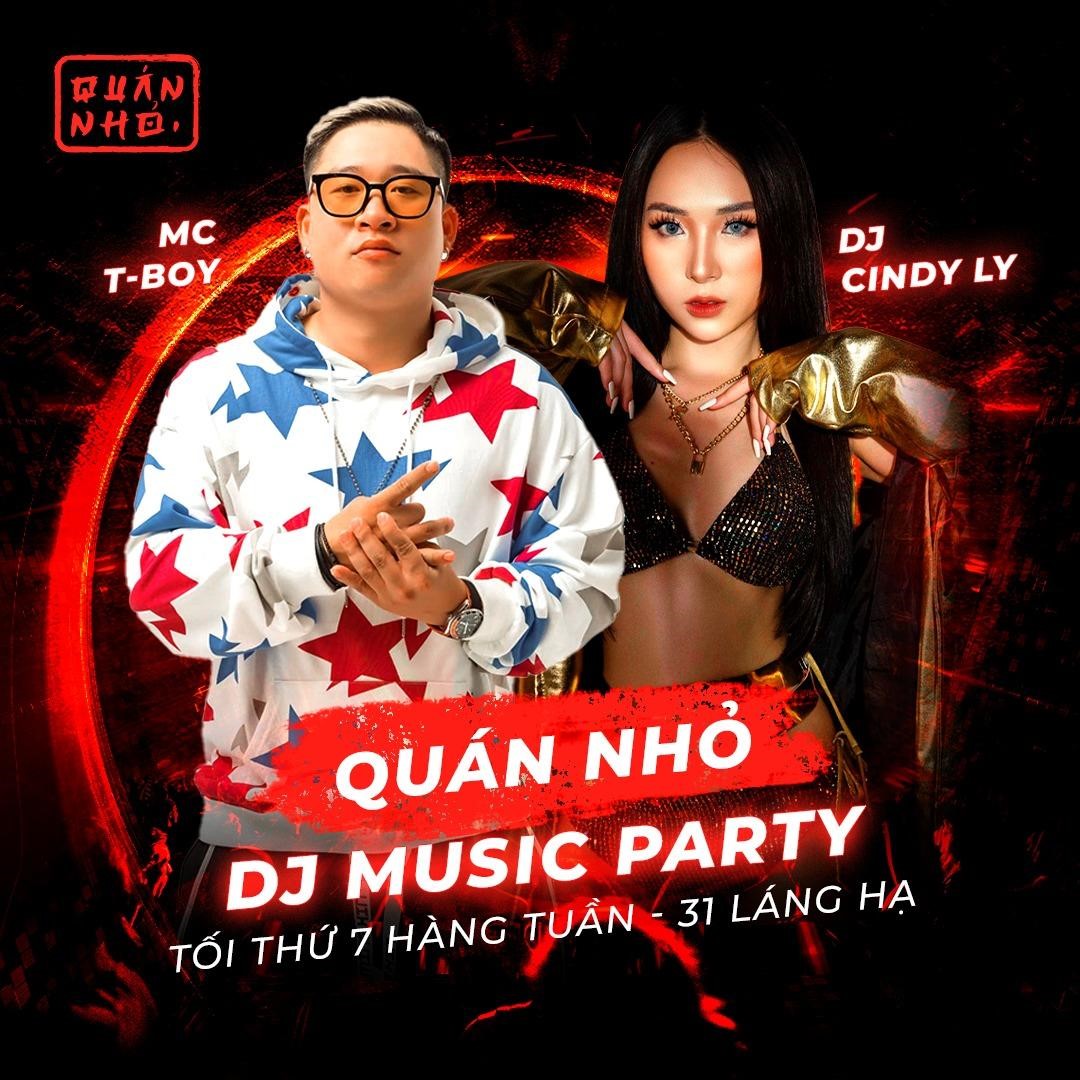 QUÁN
NHỎ.
MC
T-BOY
DJ
CINDY LY
QUÁN NHỎ
DJ MUSIC PARTY
TỐI THỨ 7 HÀNG TUẦN - 31 LÁNG HẠ